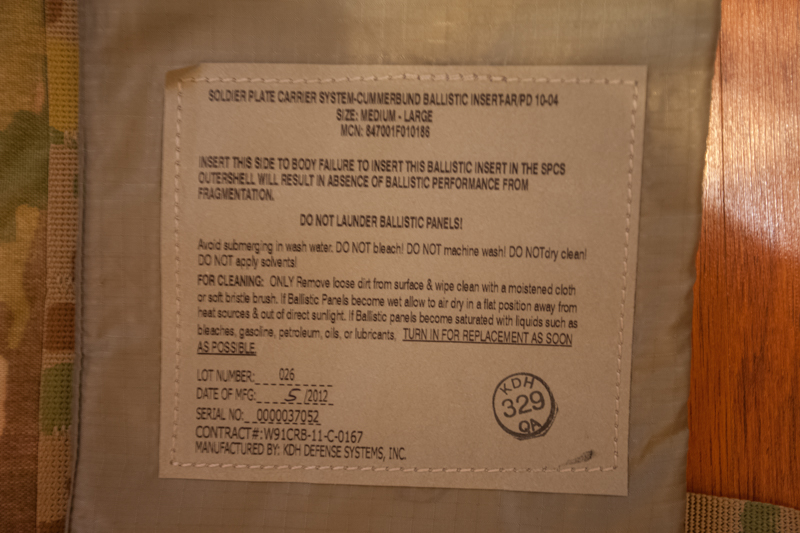 SOLDIER PLATE CARRIER SYSTEM-CUMMERBUND BALLISTIC INSERT-AR/PD 10-04
SIZE: MEDIUM - LARGE
MCN: 847001F010186
INSERT THIS SIDE TO BODY FAILURE TO INSERT THIS BALLISTIC INSERT IN THE SPCS
OUTERSHELL WILL RESULT IN ABSENCE OF BALLISTIC PERFORMANCE FROM
FRAGMENTATION.
DO NOT LAUNDER BALLISTIC PANELS!
Avoid submerging in wash water. DO NOT bleach! DO NOT machine wash! DO NOTdry clean!
DO NOT apply solvents!
FOR CLEANING: ONLY Remove loose dirt from surface & wipe clean with a moistened cloth
or soft bristle brush. If Ballistic Panels become wet allow to air dry in a flat position away from
heat sources & out of direct sunlight. If Ballistic panels become saturated with liquids such as
bleaches, gasoline, petroleum, oils, or lubricants, TURN IN FOR REPLACEMENT AS SOON
AS POSSIBLE
LOT NUMBER: 026
DATE OF MFG: 5 /2012
SERIAL NO: 0000037052
CONTRACT#:W91CRB-11-C-0167
MANUFACTURED BY: KDH DEFENSE SYSTEMS, INC.
KDH
329
QA